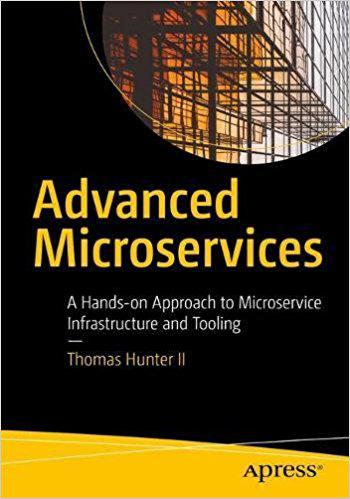 Advanced
Microservices
A Hands-on Approach to Microservice
Infrastructure and Tooling
—
Thomas Hunter II
Apress®